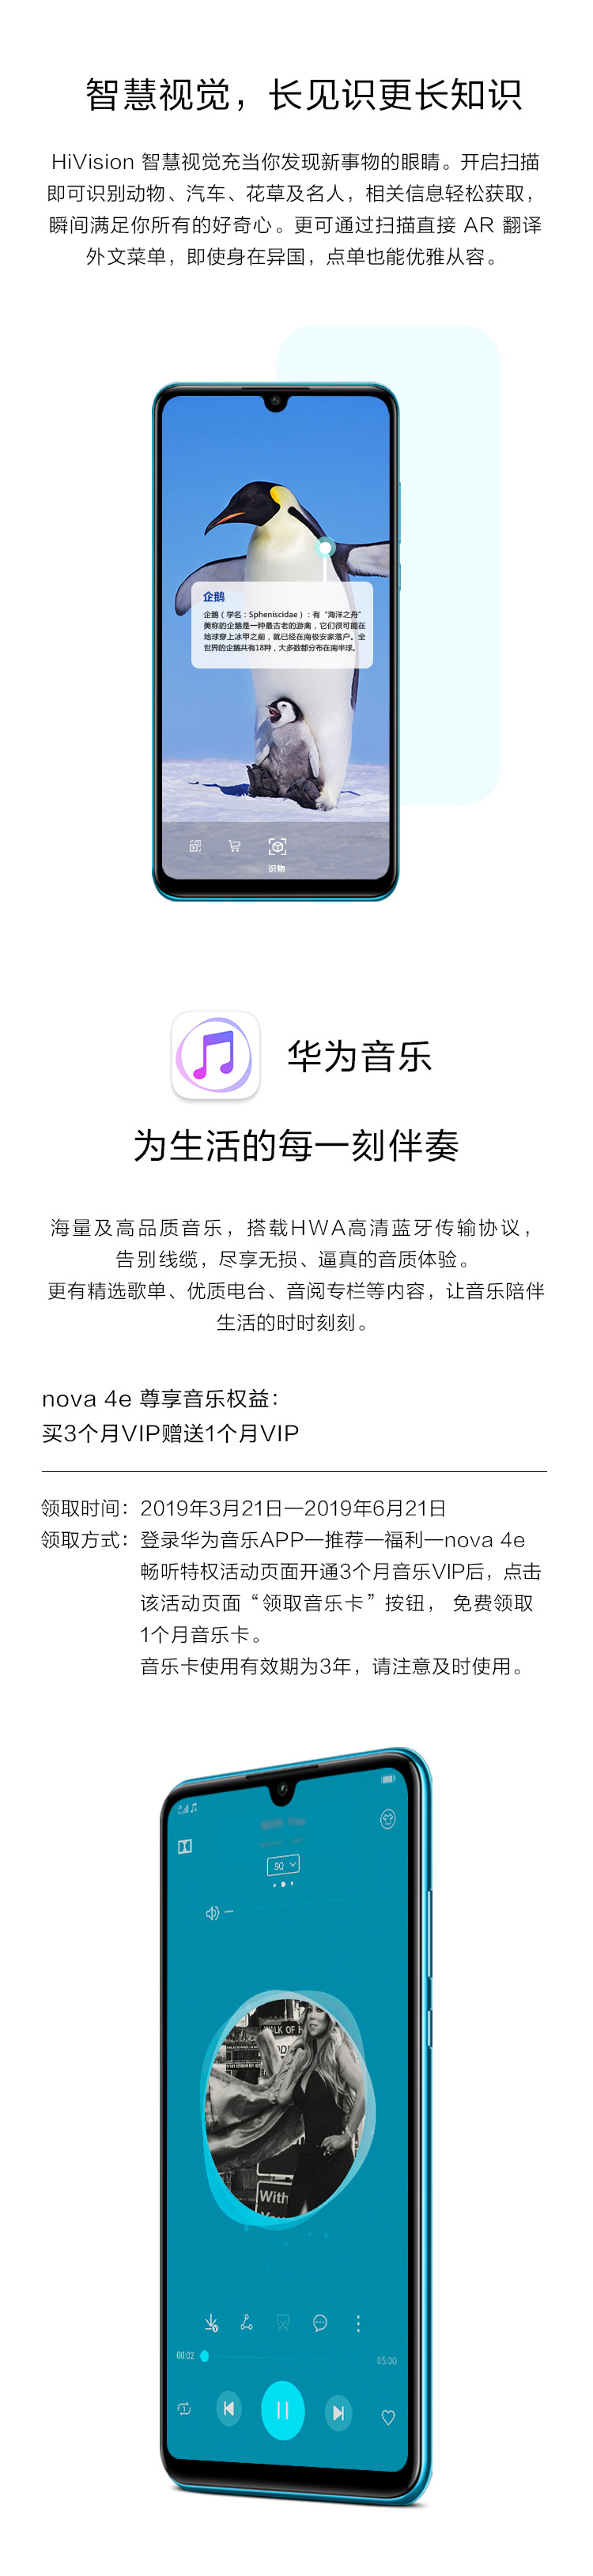 智慧视觉，长见识更长知识
HiVision 智慧视觉充当你发现新事物的眼睛。开启扫描
即可识别动物、汽车、花草及名人，相关信息轻松获取，
瞬间满足你所有的好奇心。更可通过扫描直接 AR 翻译
外文菜单，即使身在异国，点单也能优雅从容。
企鹅
企鹅（学名：Spheniscidae）：有“海洋之舟”
美称的企鹅是一种最古老的游禽，它们很可能在
地球穿上冰甲之前，就已经在南极安家落户。全
世界的企鹅共有18种，大多数都分布在南半球。
识物
华为音乐
为生活的每一刻伴奏
海量及高品质音乐，搭载HWA高清蓝牙传输协议，
告别线缆，尽享无损、逼真的音质体验。
更有精选歌单、优质电台、音阅专栏等内容，让音乐陪伴
生活的时时刻刻。
nova 4e 尊享音乐权益：
买3个月VIP赠送1个月VIP
领取时间：2019年3月21日—2019年6月21日
领取方式：登录华为音乐APP—推荐—福利—nova 4e
畅听特权活动页面开通3个月音乐VIP后，点击
该活动页面“领取音乐卡”按钮， 免费领取
1个月音乐卡。
音乐卡使用有效期为3年，请注意及时使用。
SQ
WALK OF
With
00:02
05:00